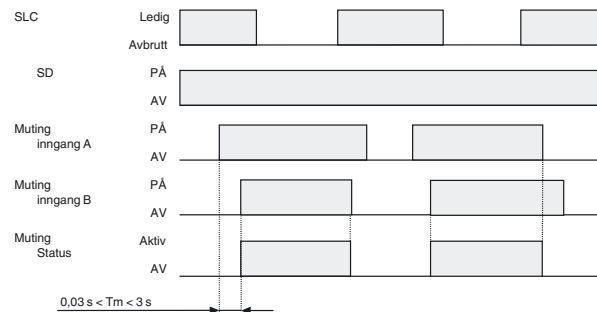 SLC Ledig
Avbrutt
SD PÅ
AV
Muting
inngang A PÅ
AV
Muting
inngang B PÅ
AV
Muting
Status Aktiv
AV
0,03 s < Tm < 3 s